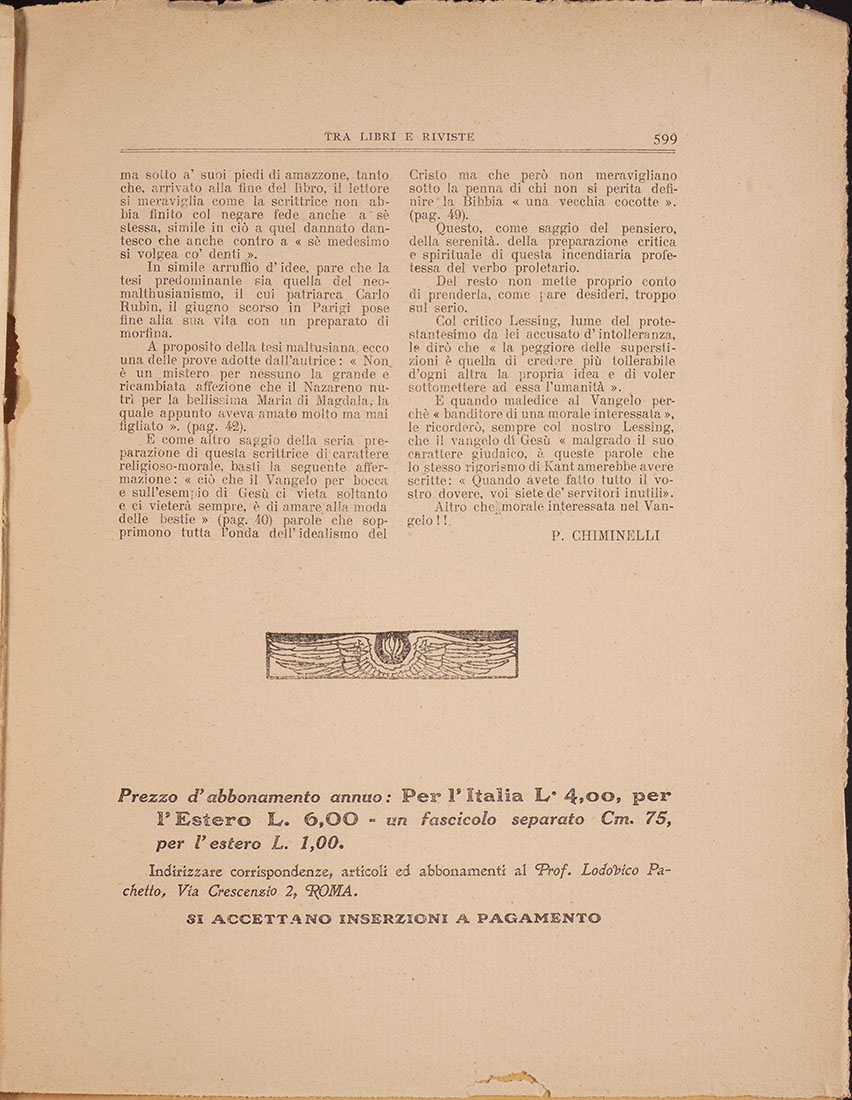 TRA LIBRI E RIVISTE
599
ma sotto a' suoi piedi di amazzone, tanto
che, arrivato alla fine del libro, il lettore
si meraviglia come la scrittrice non ab-
bia finito col negare fede anche a sè
stessa, simile in ciò a quel dannato dan-
tesco che anche contro a « sè medesimo
si volgea co' denti ».
In simile arruffio d'idee, pare che la
tesi predominante sia quella del neo-
malthusianismo, il cui patriarca Carlo
Rubin, il giugno scorso in Parigi pose
fine alla sua vita con un preparato di
morfina.
A proposito della tesi maltusiana, ecco
una delle prove adotte dall'autrice: « Non
è un mistero per nessuno la grande e
ricambiata affezione che il Nazareno nu-
trì per la bellissima Maria di Magdala, la
quale appunto aveva amato molto ma mai
figliato ». (pag. 42).
E come altro saggio della seria pre-
parazione di questa scrittrice di carattere
religioso-morale, basti la seguente affer-
mazione: « ciò che il Vangelo per bocca
e sull'esempio di Gesù ci vieta soltanto
e ci vieterà sempre, è di amare alla moda
delle bestie » (pag. 40) parole che sop-
primono tutta l'onda dell'idealismo del
Cristo ma che però non meravigliano
sotto la penna di chi non si perita defi-
nire la Bibbia « una vecchia cocotte ».
(pag. 49).
Questo, come saggio del pensiero,
della serenità. della preparazione critica
e spirituale di questa incendiaria profe-
tessa del verbo proletario.
Del resto non mette proprio conto
di prenderla, come pare desideri, troppo
sul serio.
Col critico Lessing, lume del prote-
stantesimo da lei accusato d'intolleranza,
le dirò che « la peggiore delle supersti-
zioni è quella di credere più tollerabile
d'ogni altra la propria idea e di voler
sottomettere ad essa l'umanità ».
E quando maledice al Vangelo per-
chè « banditore di una morale interessata »,
le ricorderò, sempre col nostro Lessing,
che il vangelo di Gesù « malgrado il suo
carattere giudaico, à queste parole che
lo stesso rigorismo di Kant amerebbe avere
scritte: « Quando avete fatto tutto il vo-
stro dovere, voi siete de' servitori inutili».
Altro che morale interessata nel Van-
gelo!!
P. CHIMINELLI
Prezzo d'abbonamento annuo: Per l'Italia L. 4,00, per
l'Estero L. 6,00 - un fascicolo separato Cm. 75,
per l'estero L. 1,00.
Indirizzare corrispondenze, articoli ed abbonamenti al Prof. Lodovico Pa-
chetto, Via Crescenzio 2, ROMA.
SI ACCETTANO INSERZIONI A PAGAMENTO